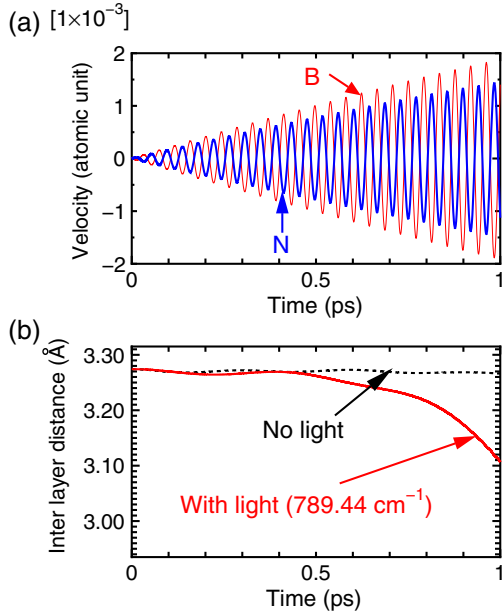 (a) [1×10⁻³]
Velocity (atomic unit)
2
1
0
−1
−2
B
N
0
0.5
1
Time (ps)
(b)
Inter layer distance (Å)
3.30
3.20
3.10
3.00
No light
With light (789.44 cm⁻¹)
0
0.5
1
Time (ps)